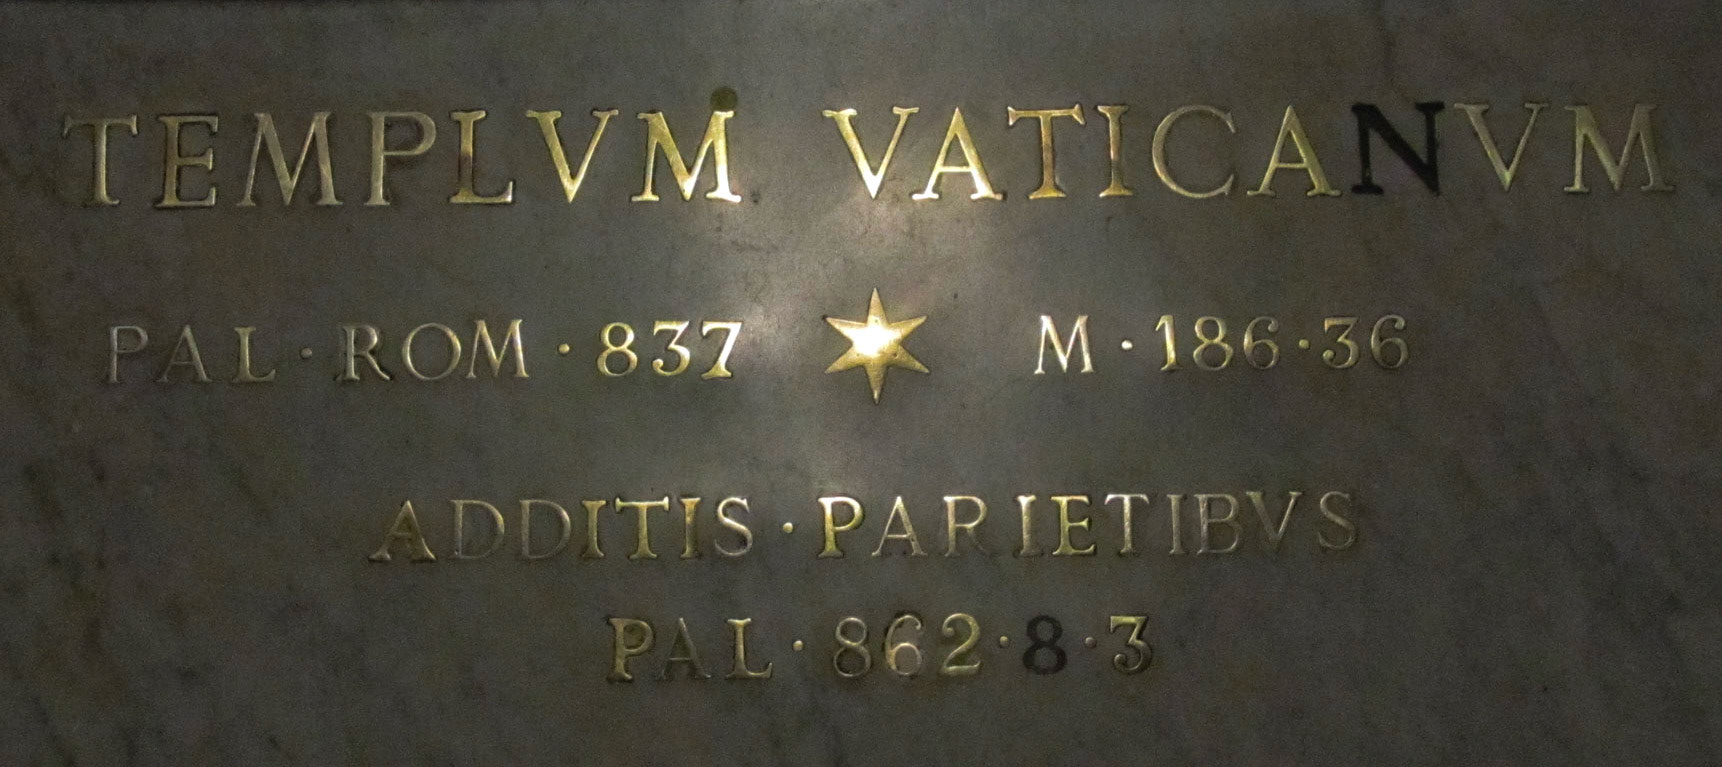 TEMPLVM VATICANVM
PAL · ROM · 837 ★ M · 186 · 36
ADDITIS · PARIETIBVS
PAL · 862 · 8 · 3